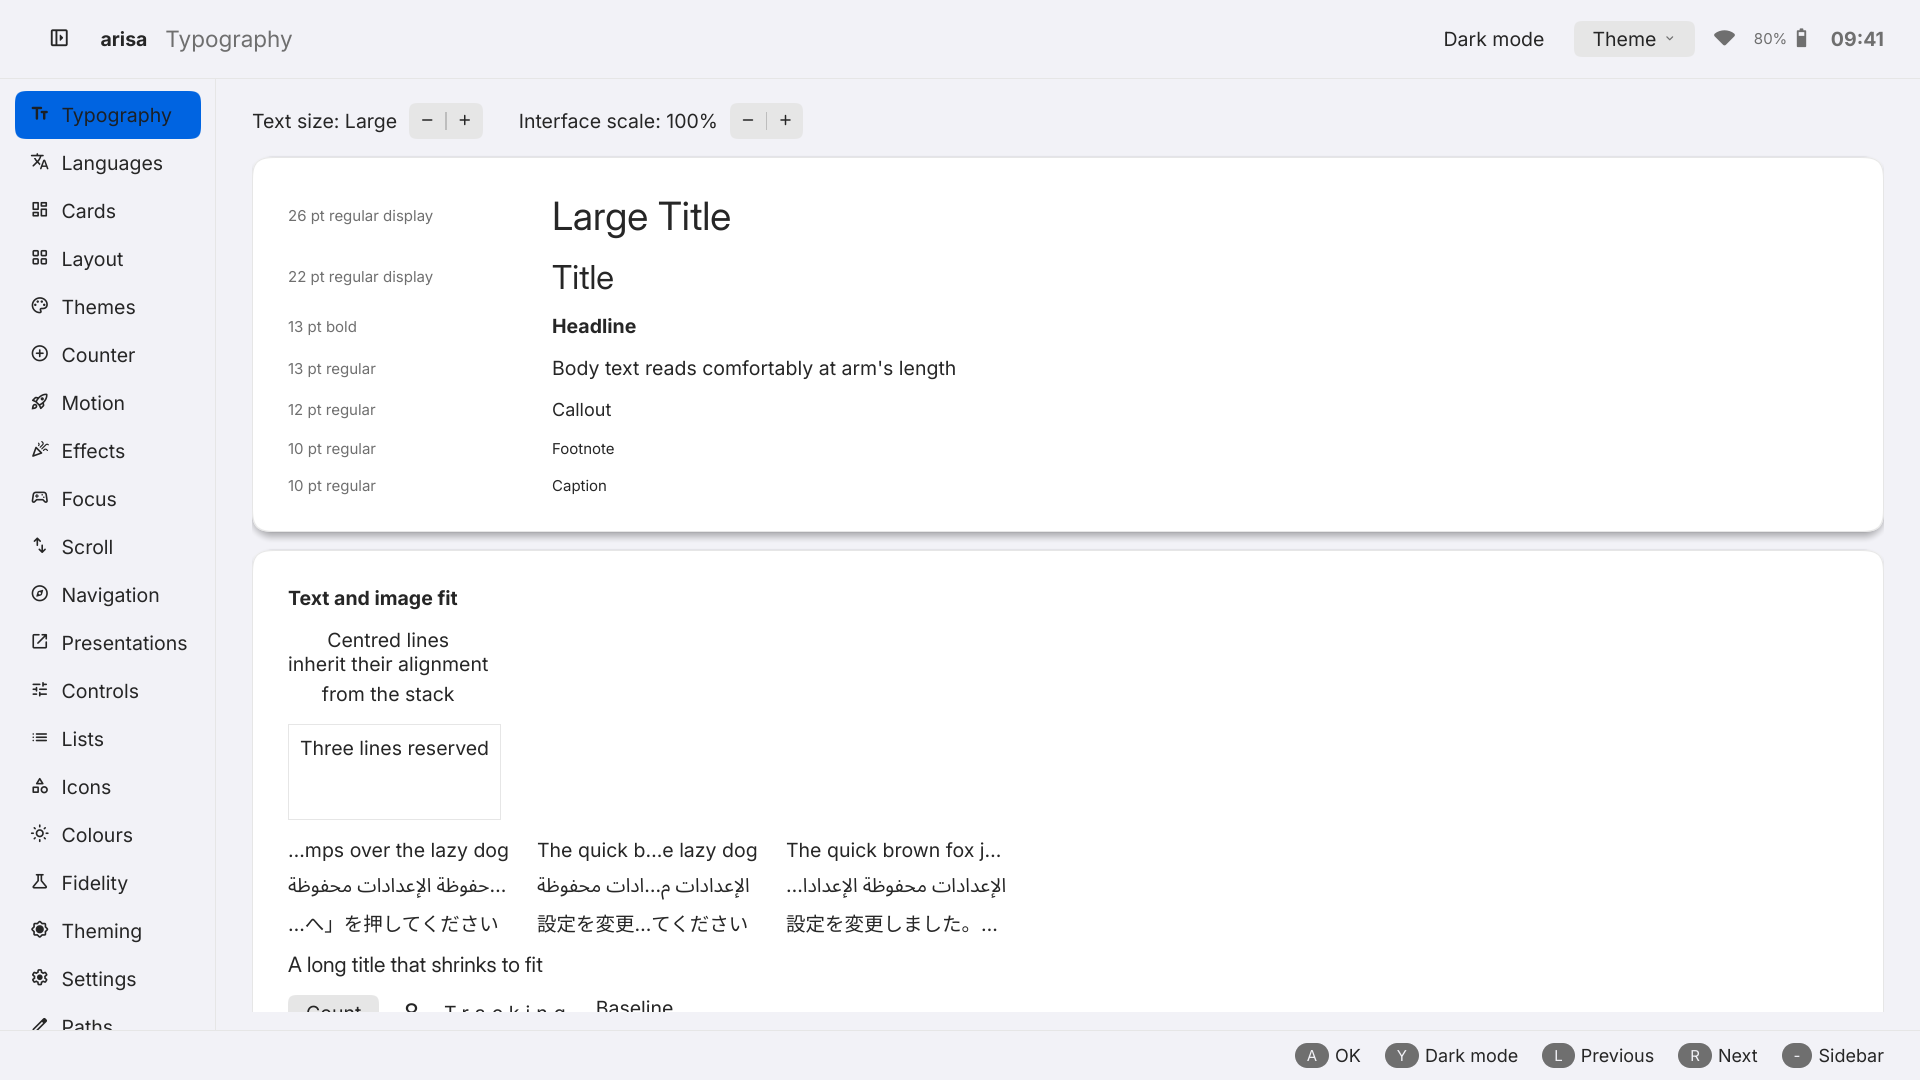 arisa Typography
Dark mode Theme 80% 09:41
Typography
Languages
Cards
Layout
Themes
Counter
Motion
Effects
Focus
Scroll
Navigation
Presentations
Controls
Lists
Icons
Colours
Fidelity
Theming
Settings
Paths
Text size: Large − + Interface scale: 100% − +
26 pt regular display Large Title
22 pt regular display Title
13 pt bold Headline
13 pt regular Body text reads comfortably at arm's length
12 pt regular Callout
10 pt regular Footnote
10 pt regular Caption
Text and image fit
Centred lines
inherit their alignment
from the stack
Three lines reserved
…mps over the lazy dog The quick b…e lazy dog The quick brown fox j…
…حفوظة الإعدادات محفوظة الإعدادات م…ادات محفوظة الإعدادات محفوظة الإعدادا…
…へ」を押してください 設定を変更…てください 設定を変更しました。…
A long title that shrinks to fit
Count Tracking Baseline
A OK Y Dark mode L Previous R Next - Sidebar